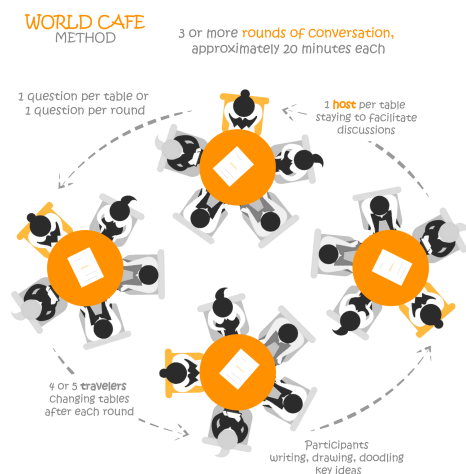 WORLD CAFE
METHOD
3 or more rounds of conversation,
approximately 20 minutes each
1 question per table or
1 question per round
1 host per table
staying to facilitate
discussions
4 or 5 travelers
changing tables
after each round
Participants
writing, drawing, doodling
key ideas